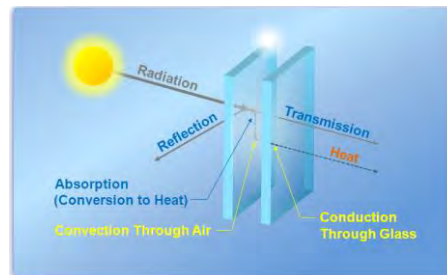 Radiation
Reflection
Transmission
Heat
Absorption
(Conversion to Heat)
Convection Through Air
Conduction
Through Glass